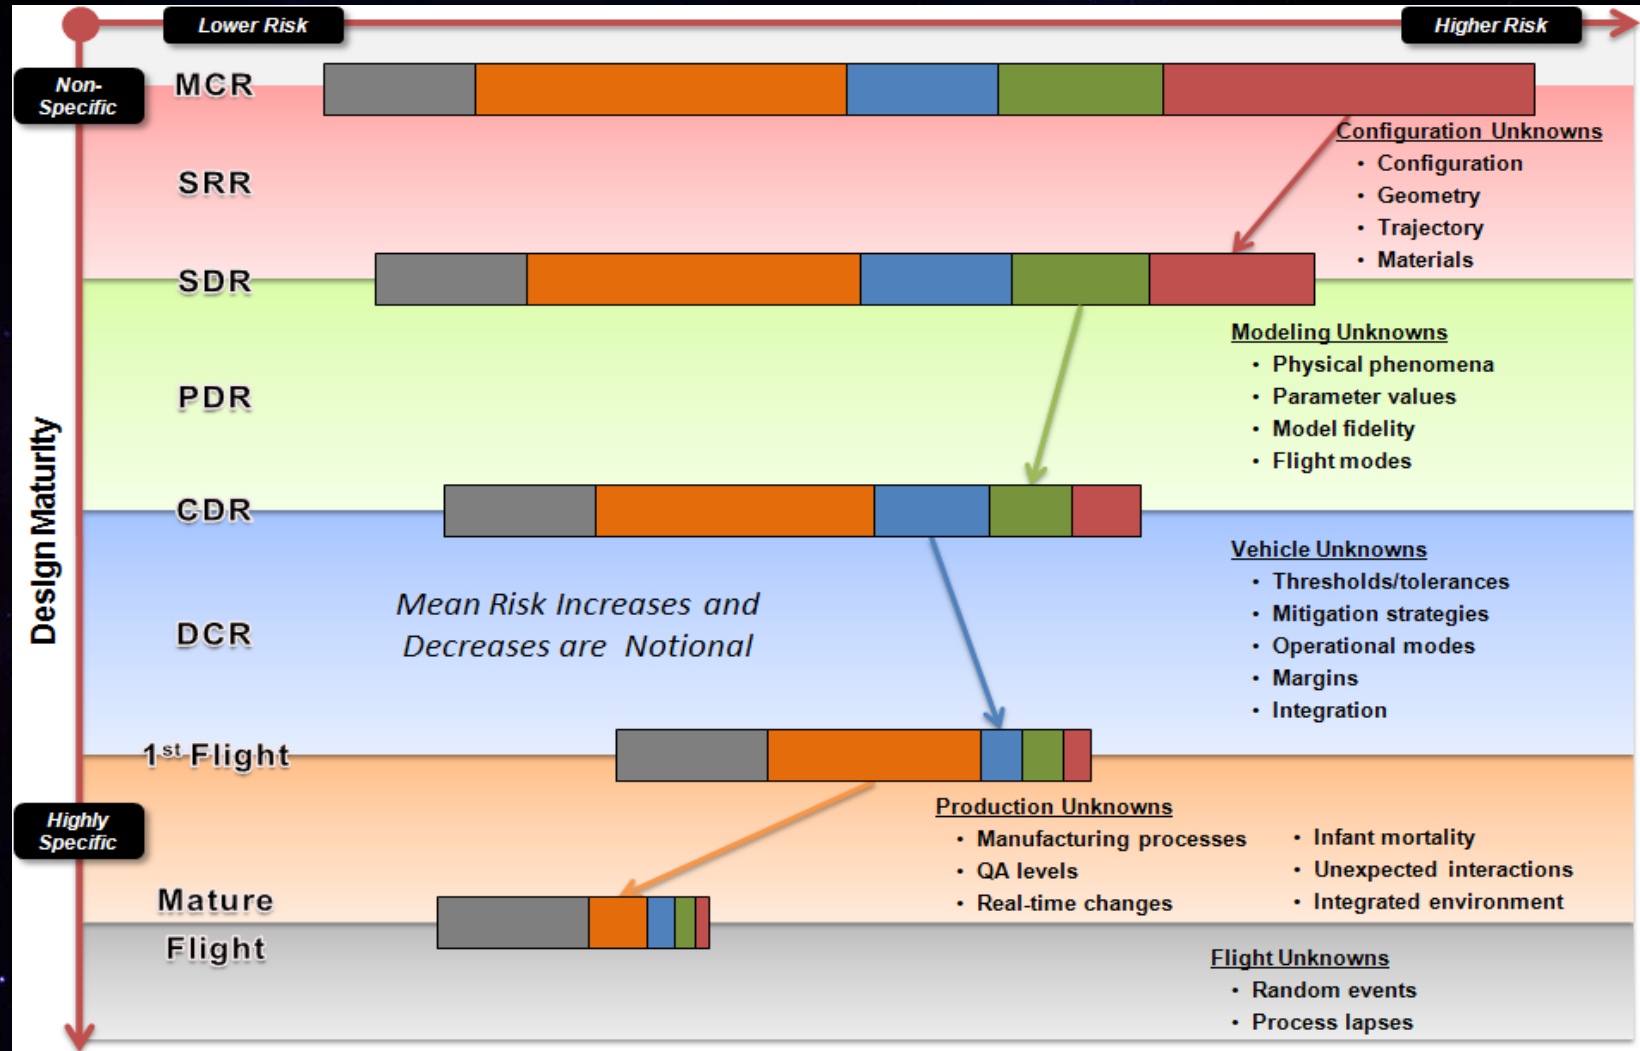 Lower Risk
Higher Risk
Non-
Specific
MCR
Configuration Unknowns
• Configuration
• Geometry
• Trajectory
• Materials
SRR
SDR
Modeling Unknowns
• Physical phenomena
• Parameter values
• Model fidelity
• Flight modes
PDR
Design Maturity
CDR
Vehicle Unknowns
• Thresholds/tolerances
• Mitigation strategies
• Operational modes
• Margins
• Integration
Mean Risk Increases and
Decreases are Notional
DCR
1st Flight
Highly
Specific
Production Unknowns
• Manufacturing processes
• QA levels
• Real-time changes
• Infant mortality
• Unexpected interactions
• Integrated environment
Mature
Flight
Flight Unknowns
• Random events
• Process lapses